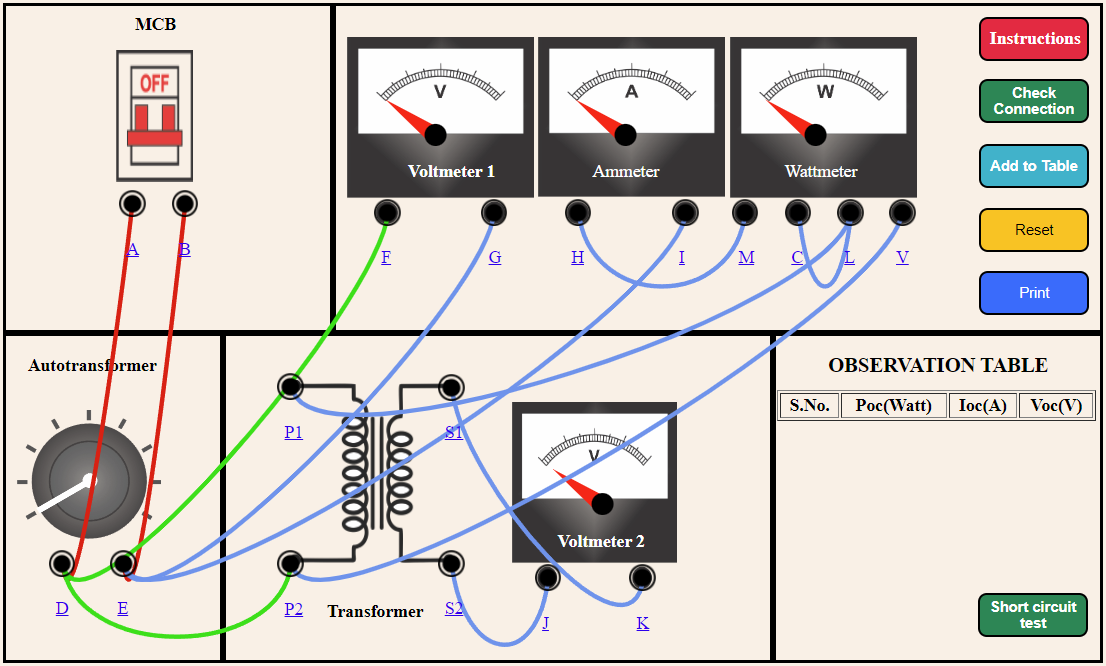 MCB
OFF
A
B
V
Voltmeter 1
A
Ammeter
W
Wattmeter
F
G
H
I
M
C
L
V
Instructions
Check
Connection
Add to Table
Reset
Print
Autotransformer
D
E
P1
S1
P2
S2
Transformer
V
Voltmeter 2
J
K
OBSERVATION TABLE
S.No. Poc(Watt) Ioc(A) Voc(V)
Short circuit
test